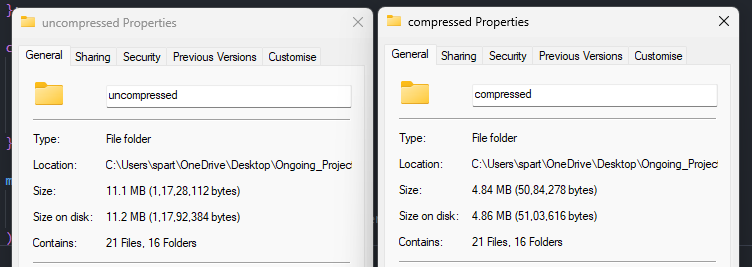 uncompressed Properties
General Sharing Security Previous Versions Customise
uncompressed
Type: File folder
Location: C:\Users\spart\OneDrive\Desktop\Ongoing_Project
Size: 11.1 MB (1,17,28,112 bytes)
Size on disk: 11.2 MB (1,17,92,384 bytes)
Contains: 21 Files, 16 Folders
compressed Properties
General Sharing Security Previous Versions Customise
compressed
Type: File folder
Location: C:\Users\spart\OneDrive\Desktop\Ongoing_Project
Size: 4.84 MB (50,84,278 bytes)
Size on disk: 4.86 MB (51,03,616 bytes)
Contains: 21 Files, 16 Folders